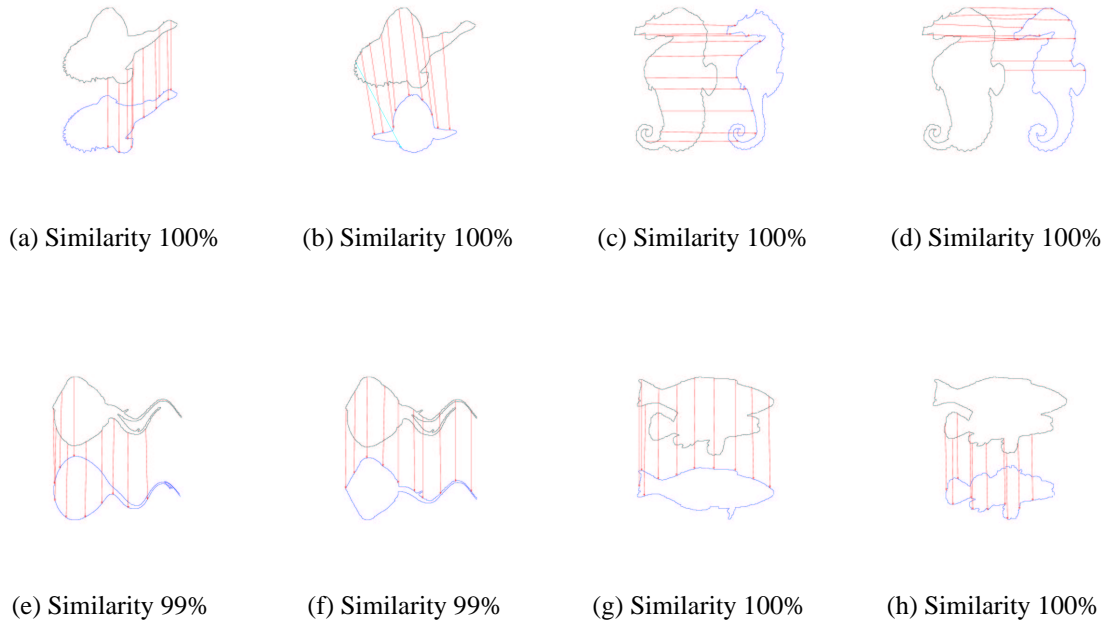 (a) Similarity 100%
(b) Similarity 100%
(c) Similarity 100%
(d) Similarity 100%
(e) Similarity 99%
(f) Similarity 99%
(g) Similarity 100%
(h) Similarity 100%